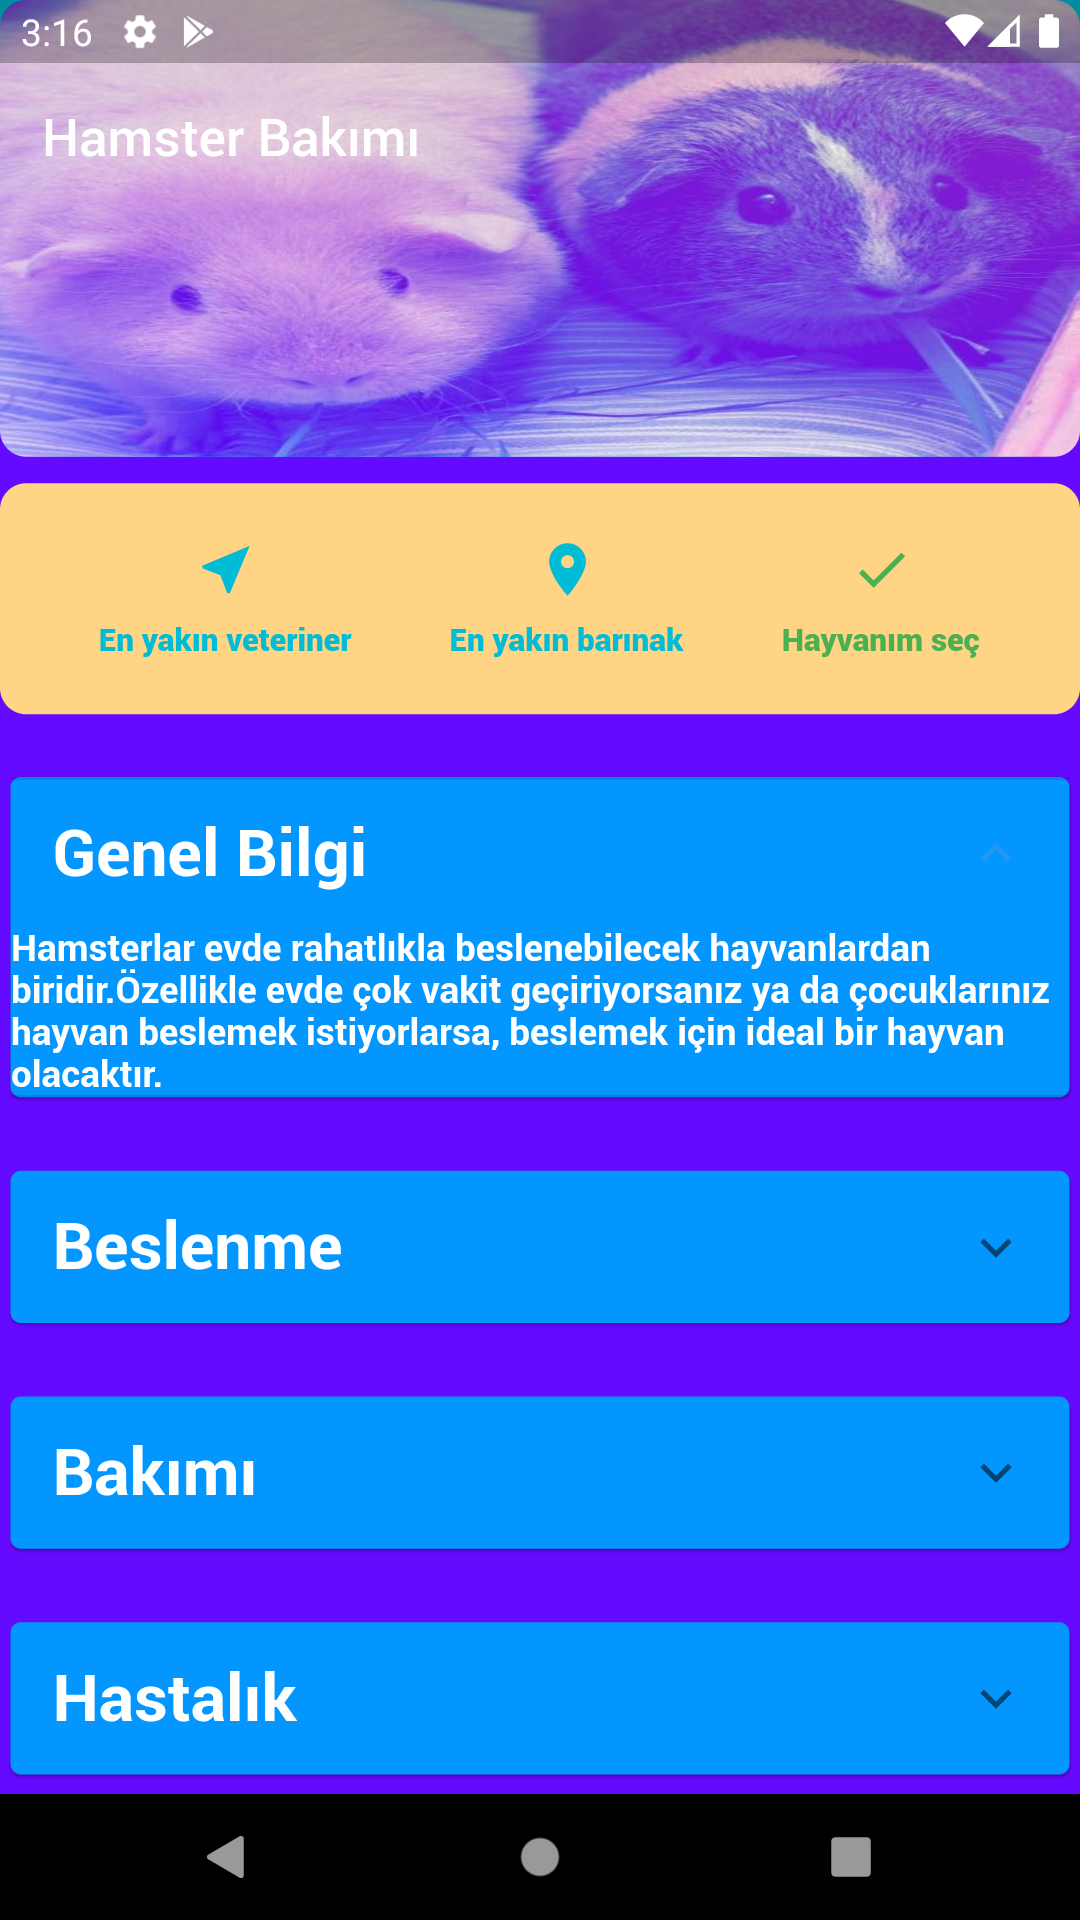 3:16
Hamster Bakımı
En yakın veteriner
En yakın barınak
Hayvanım seç
Genel Bilgi
Hamsterlar evde rahatlıkla beslenebilecek hayvanlardan
biridir.Özellikle evde çok vakit geçiriyorsanız ya da çocuklarınız
hayvan beslemek istiyorlarsa, beslemek için ideal bir hayvan
olacaktır.
Beslenme
Bakımı
Hastalık